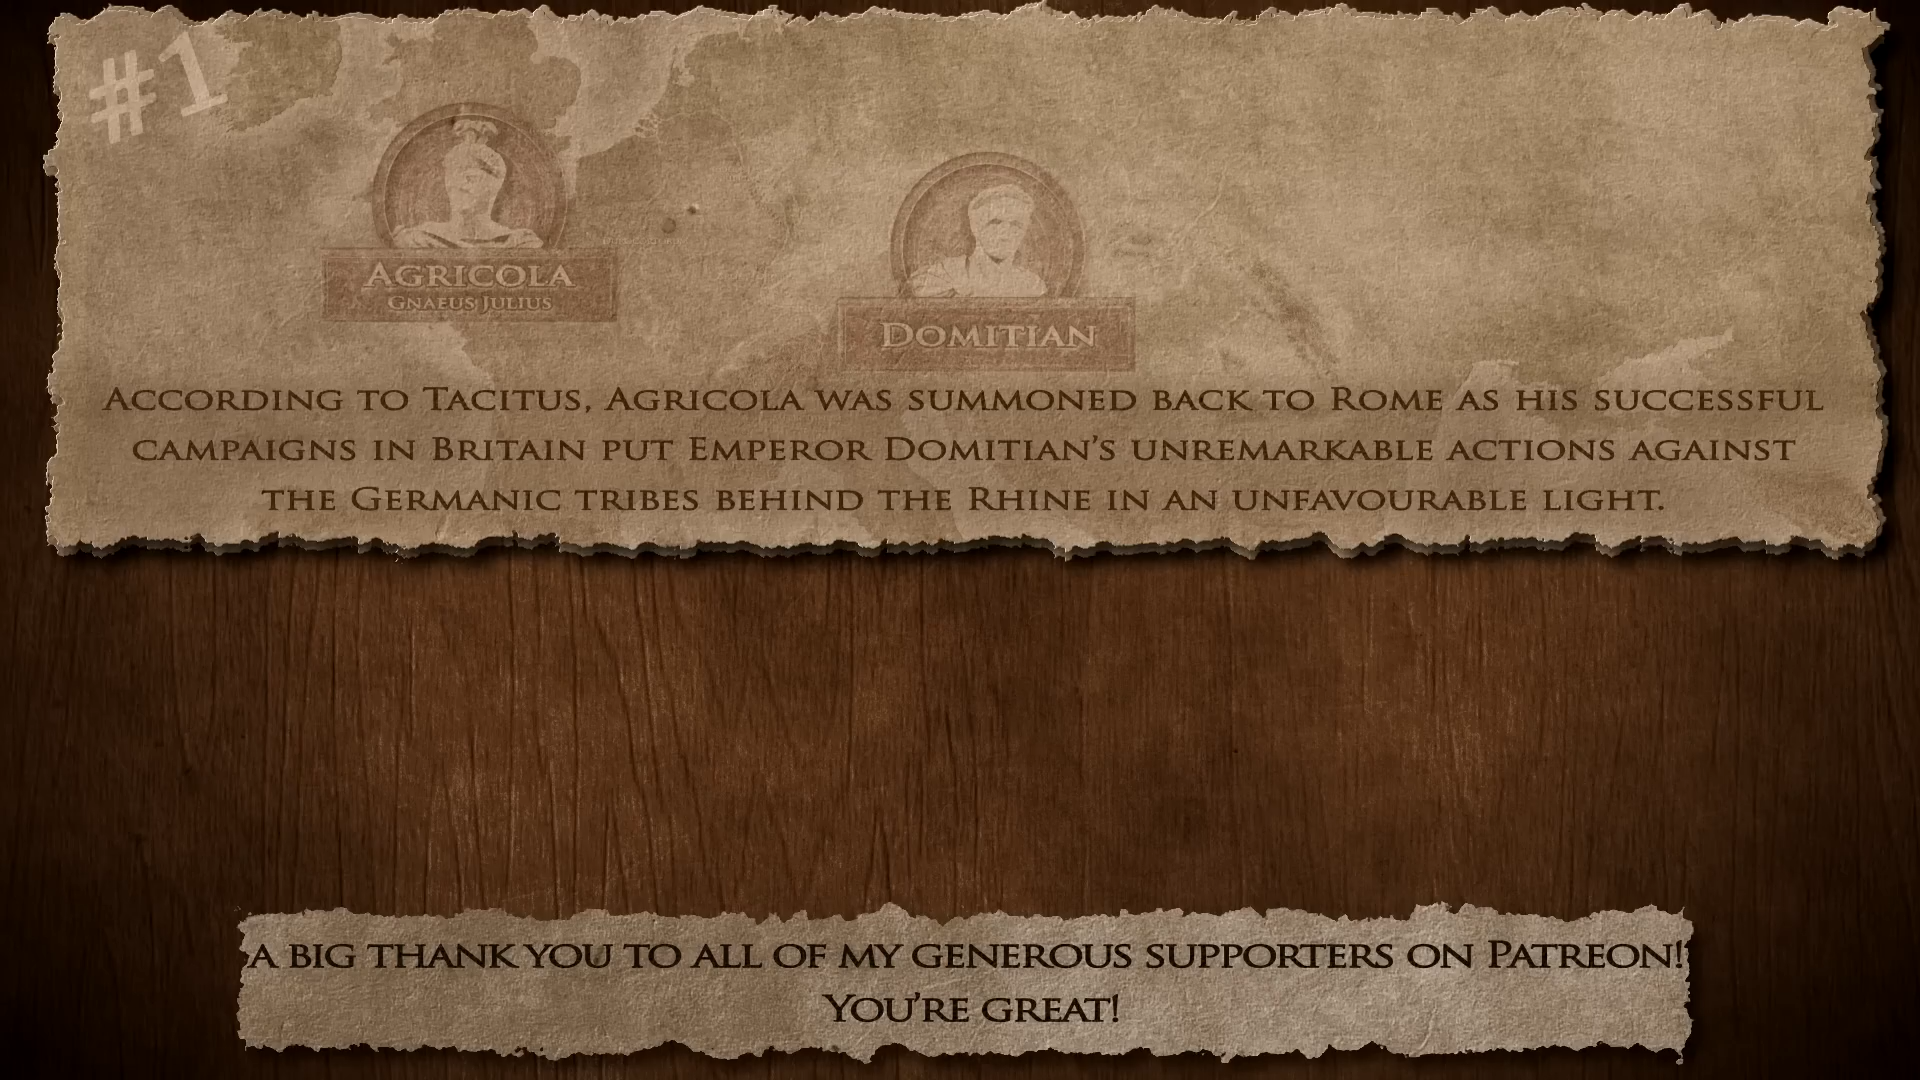 #1
AGRICOLA
GNAEUS JULIUS
DOMITIAN
ACCORDING TO TACITUS, AGRICOLA WAS SUMMONED BACK TO ROME AS HIS SUCCESSFUL
CAMPAIGNS IN BRITAIN PUT EMPEROR DOMITIAN'S UNREMARKABLE ACTIONS AGAINST
THE GERMANIC TRIBES BEHIND THE RHINE IN AN UNFAVOURABLE LIGHT.
A BIG THANK YOU TO ALL OF MY GENEROUS SUPPORTERS ON PATREON!
YOU'RE GREAT!